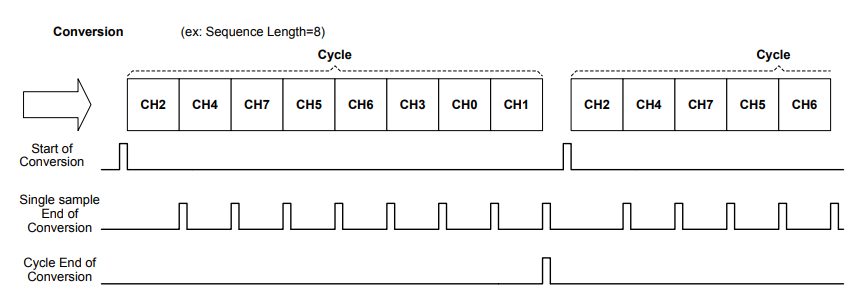 Conversion (ex: Sequence Length=8)
Cycle Cycle
CH2 CH4 CH7 CH5 CH6 CH3 CH0 CH1 CH2 CH4 CH7 CH5 CH6
Start of
Conversion
Single sample
End of
Conversion
Cycle End of
Conversion